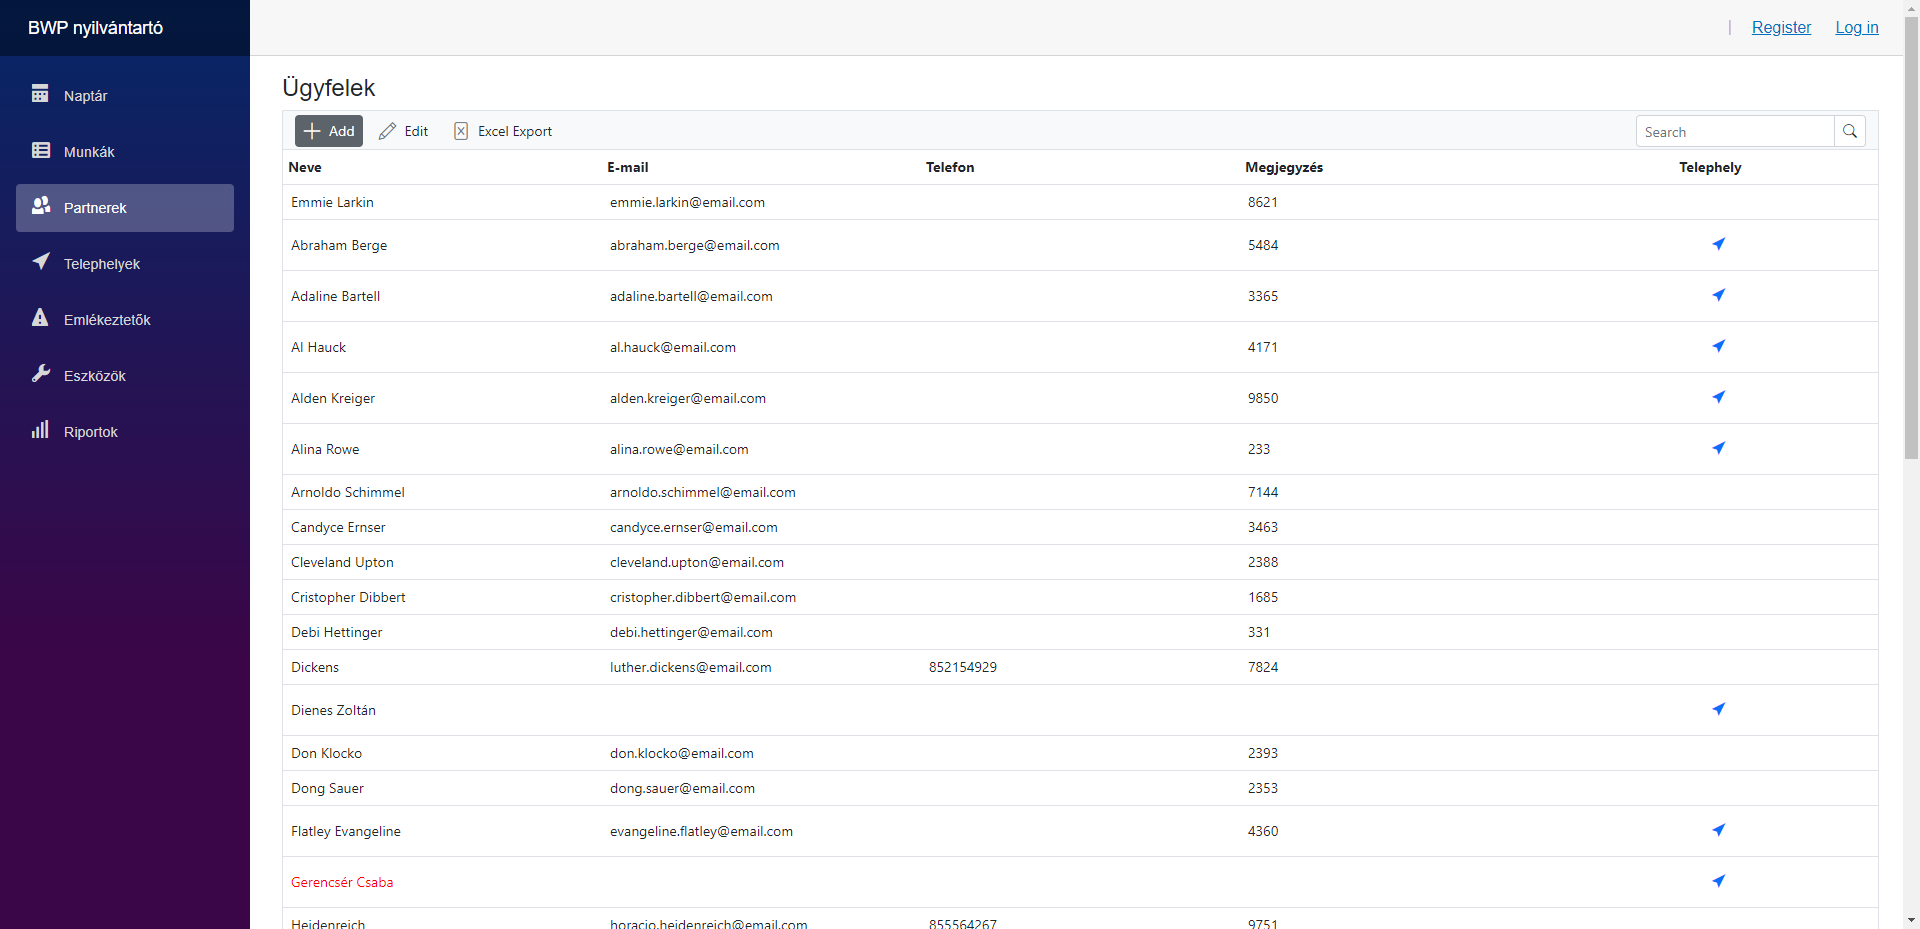 BWP nyilvántartó
| Register Log in
Naptár
Munkák
Partnerek
Telephelyek
Emlékeztetők
Eszközök
Riportok
Ügyfelek
Add Edit Excel Export Search
Neve E-mail Telefon Megjegyzés Telephely
Emmie Larkin emmie.larkin@email.com 8621
Abraham Berge abraham.berge@email.com 5484
Adaline Bartell adaline.bartell@email.com 3365
Al Hauck al.hauck@email.com 4171
Alden Kreiger alden.kreiger@email.com 9850
Alina Rowe alina.rowe@email.com 233
Arnoldo Schimmel arnoldo.schimmel@email.com 7144
Candyce Ernser candyce.ernser@email.com 3463
Cleveland Upton cleveland.upton@email.com 2388
Cristopher Dibbert cristopher.dibbert@email.com 1685
Debi Hettinger debi.hettinger@email.com 331
Dickens luther.dickens@email.com 852154929 7824
Dienes Zoltán
Don Klocko don.klocko@email.com 2393
Dong Sauer dong.sauer@email.com 2353
Flatley Evangeline evangeline.flatley@email.com 4360
Gerencsér Csaba
Heidenreich horacio.heidenreich@email.com 855564267 9751